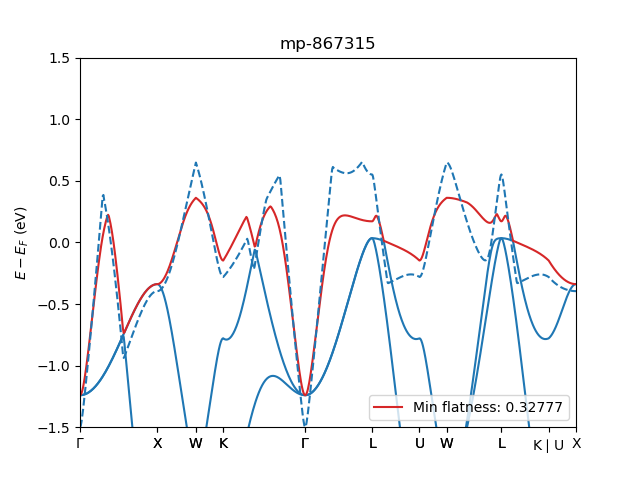 mp-867315
E − E_F (eV)
1.5
1.0
0.5
0.0
−0.5
−1.0
−1.5
Min flatness: 0.32777
Γ X W K Γ L U W L K | U X